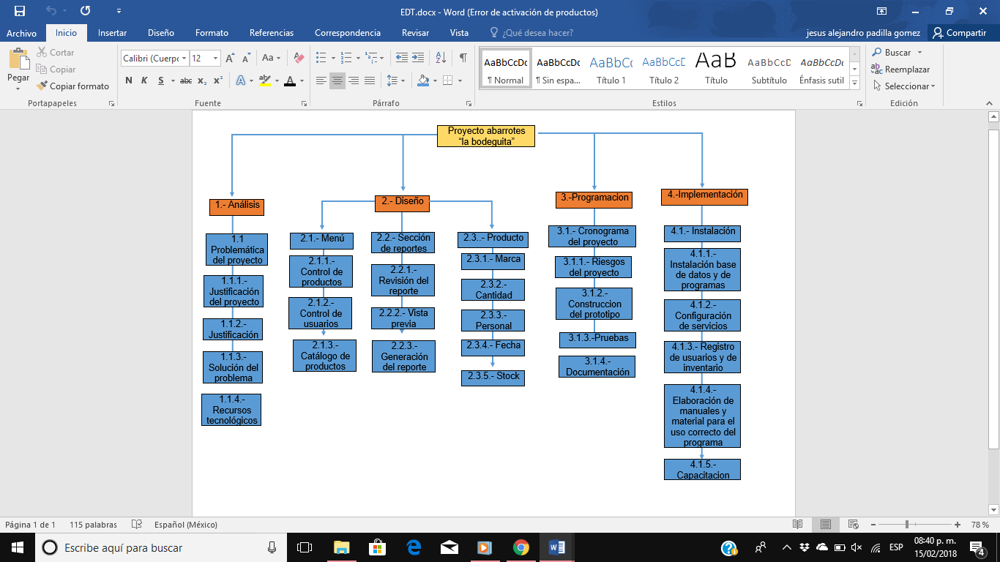 EDT.docx - Word (Error de activación de productos)
Archivo Inicio Insertar Diseño Formato Referencias Correspondencia Revisar Vista ¿Qué desea hacer? jesus alejandro padilla gomez Compartir
Pegar
Cortar
Copiar
Copiar formato
Portapapeles
Calibri (Cuerpo 12
N K S abc x₂ x²
Fuente
Párrafo
AaBbCcDc AaBbCcDc AaBbCc AaBbCcD AaB AaBbCcD AaBbCcDc
¶ Normal ¶ Sin espa... Título 1 Título 2 Título Subtítulo Énfasis sutil
Estilos
Buscar
Reemplazar
Seleccionar
Edición
Proyecto abarrotes
“la bodeguita”
1.- Análisis
1.1
Problemática
del proyecto
1.1.1.-
Justificación
del proyecto
1.1.2.-
Justificación
1.1.3.-
Solución del
problema
1.1.4.-
Recursos
tecnológicos
2.- Diseño
2.1.- Menú
2.1.1.-
Control de
productos
2.1.2.-
Control de
usuarios
2.1.3.-
Catálogo de
productos
2.2.- Sección
de reportes
2.2.1.-
Revisión del
reporte
2.2.2.- Vista
previa
2.2.3.-
Generación
del reporte
2.3..- Producto
2.3.1.- Marca
2.3.2.-
Cantidad
2.3.3.-
Personal
2.3.4.- Fecha
2.3.5.- Stock
3.-Programacion
3.1.- Cronograma
del proyecto
3.1.1.- Riesgos
del proyecto
3.1.2.-
Construccion
del prototipo
3.1.3.-Pruebas
3.1.4.-
Documentación
4.-Implementación
4.1.- Instalación
4.1.1.-
Instalación base
de datos y de
programas
4.1.2.-
Configuración
de servicios
4.1.3.- Registro
de usuarios y de
inventario
4.1.4.-
Elaboración de
manuales y
material para el
uso correcto del
programa
4.1.5.-
Capacitacion
Página 1 de 1 115 palabras Español (México) 78 %
Escribe aquí para buscar
ESP
08:40 p. m.
15/02/2018
4